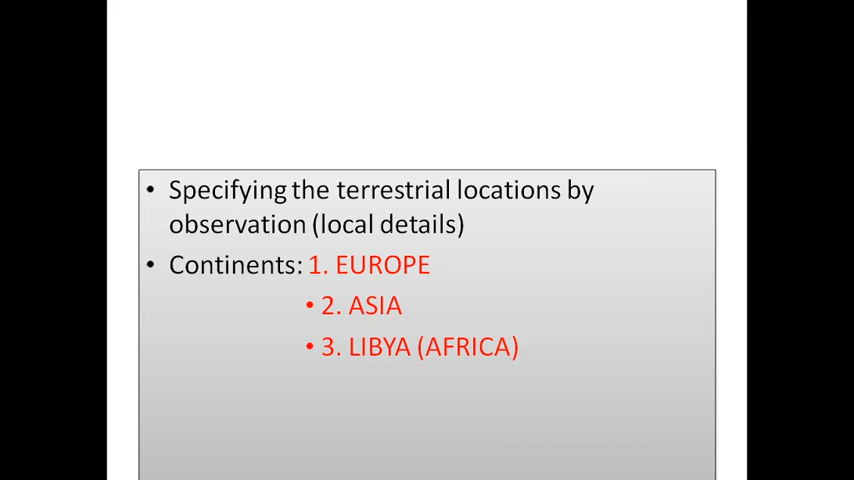 • Specifying the terrestrial locations by
observation (local details)
• Continents: 1. EUROPE
• 2. ASIA
• 3. LIBYA (AFRICA)